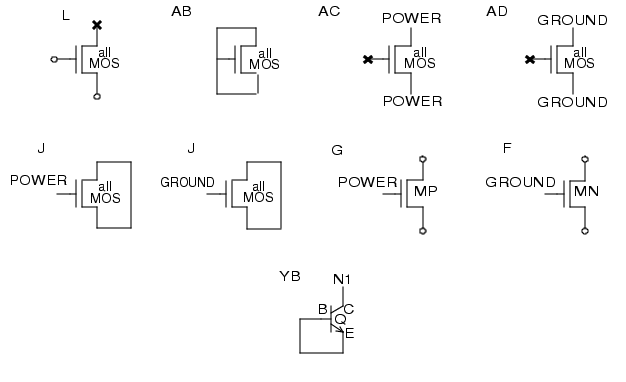 L
AB
AC
AD
POWER
GROUND
all
MOS
all
MOS
all
MOS
all
MOS
POWER
GROUND
J
J
G
F
POWER
all
MOS
GROUND
all
MOS
POWER
MP
GROUND
MN
YB
N1
B
C
Q
E